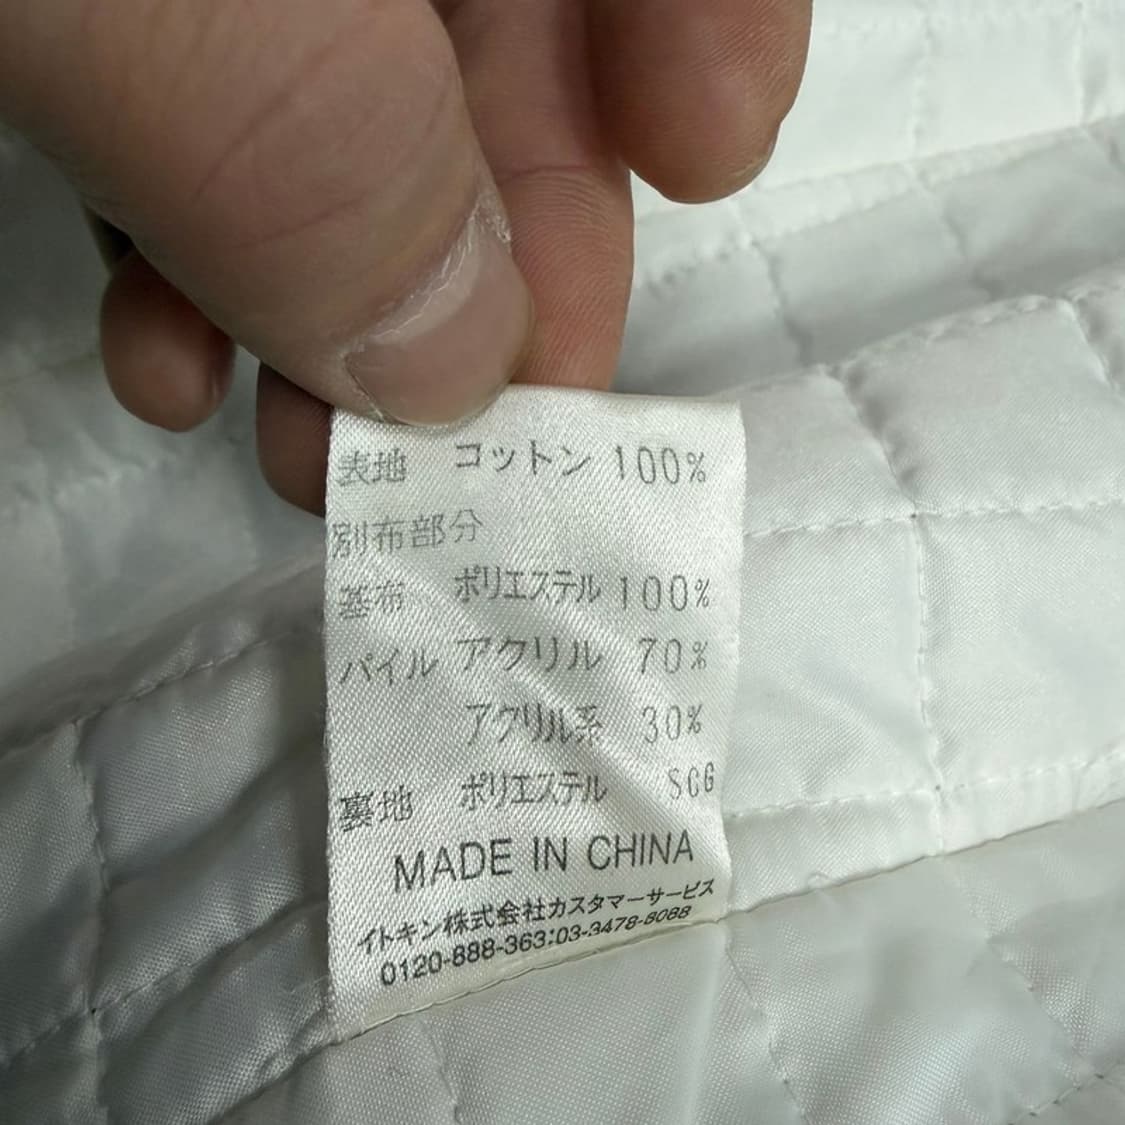 表地 コットン 100%
別布部分
基布 ポリエステル 100%
パイル アクリル 70%
アクリル系 30%
裏地 ポリエステル SCG
MADE IN CHINA
イトキン株式会社カスタマーサービス
0120-888-363:03-3478-8088